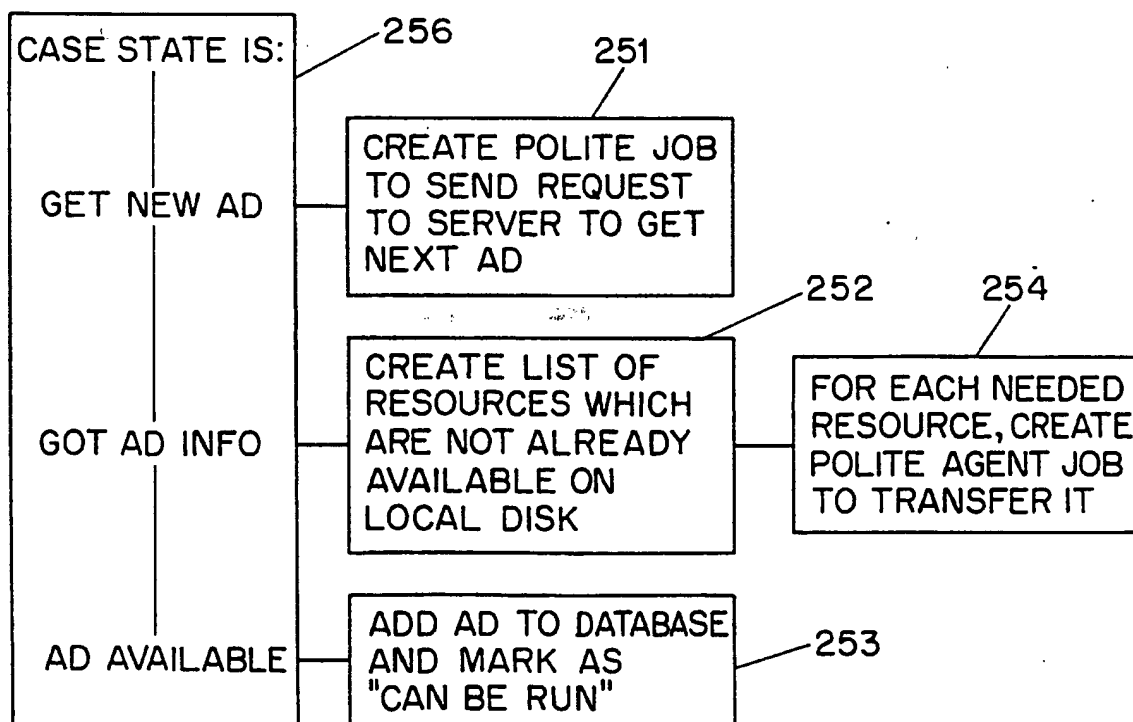 CASE STATE IS:
256
251
CREATE POLITE JOB
TO SEND REQUEST
TO SERVER TO GET
NEXT AD
GET NEW AD
252
254
CREATE LIST OF
RESOURCES WHICH
ARE NOT ALREADY
AVAILABLE ON
LOCAL DISK
FOR EACH NEEDED
RESOURCE, CREATE
POLITE AGENT JOB
TO TRANSFER IT
GOT AD INFO
ADD AD TO DATABASE
AND MARK AS
"CAN BE RUN"
253
AD AVAILABLE